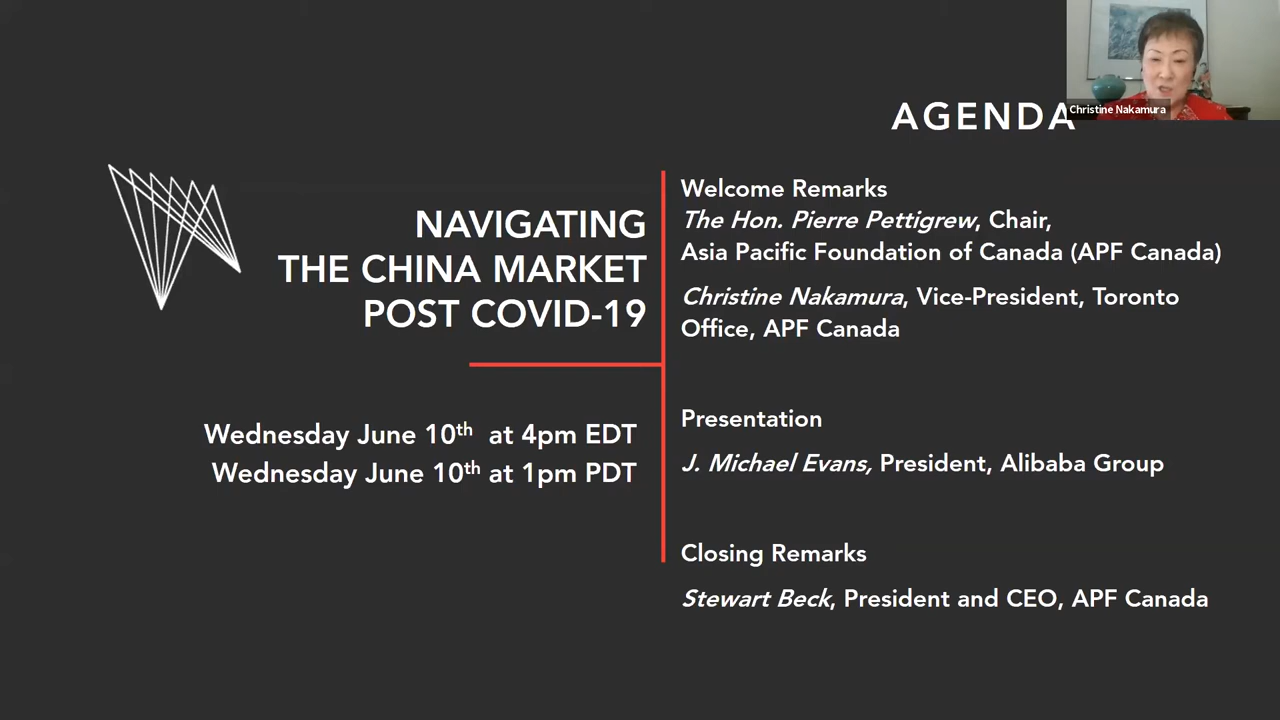 AGENDA
Christine Nakamura
NAVIGATING
THE CHINA MARKET
POST COVID-19
Wednesday June 10th at 4pm EDT
Wednesday June 10th at 1pm PDT
Welcome Remarks
The Hon. Pierre Pettigrew, Chair,
Asia Pacific Foundation of Canada (APF Canada)
Christine Nakamura, Vice-President, Toronto
Office, APF Canada
Presentation
J. Michael Evans, President, Alibaba Group
Closing Remarks
Stewart Beck, President and CEO, APF Canada